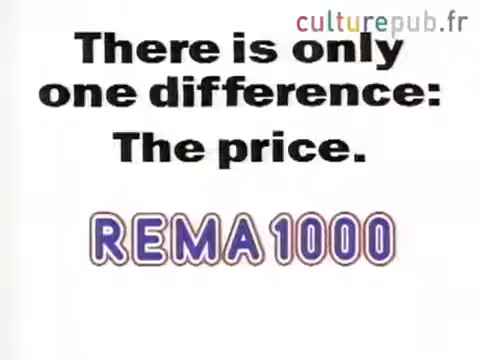 culturepub.fr
There is only
one difference:
The price.
REMA 1000